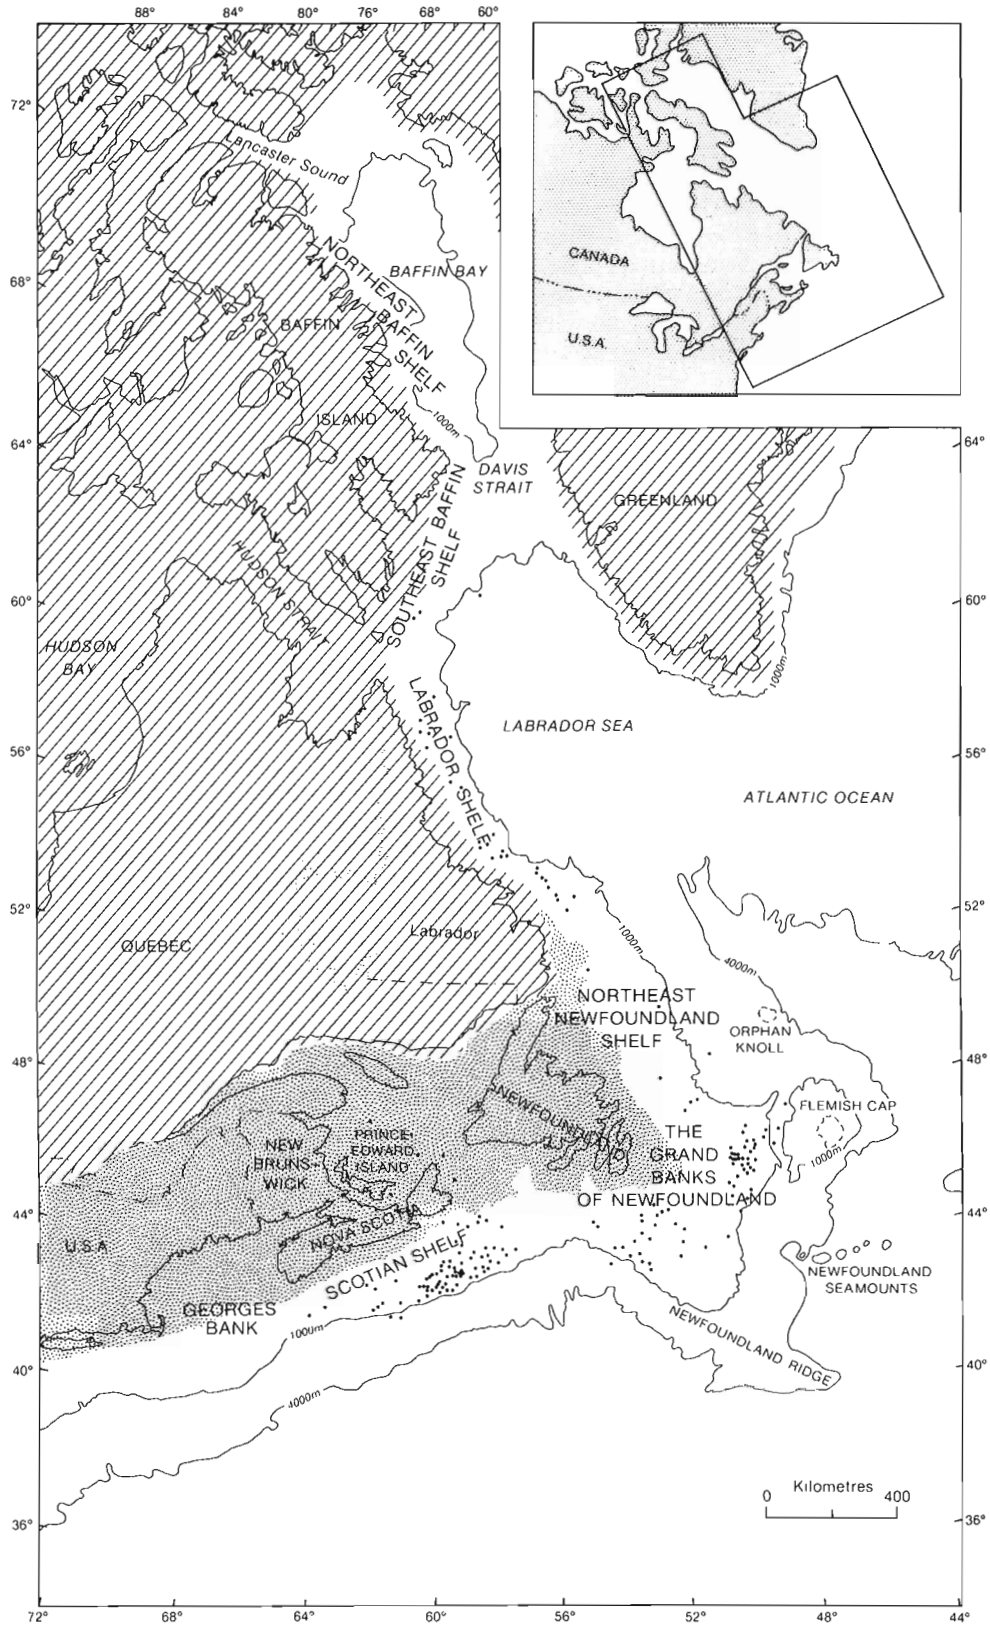 88° 84° 80° 76° 68° 60°
72°
Lancaster Sound
CANADA
U.S.A.
NORTHEAST
BAFFIN
SHELF
BAFFIN BAY
68°
BAFFIN
ISLAND
1000m
64°
64°
DAVIS
STRAIT
GREENLAND
SOUTHEAST BAFFIN
SHELF
HUDSON STRAIT
60°
60°
HUDSON
BAY
1000m
LABRADOR SHELF
LABRADOR SEA
56°
56°
ATLANTIC OCEAN
52°
52°
QUEBEC
Labrador
1000m
4000m
NORTHEAST
NEWFOUNDLAND
SHELF
ORPHAN
KNOLL
48°
48°
NEWFOUNDLAND
FLEMISH CAP
1000m
THE
GRAND
BANKS
OF NEWFOUNDLAND
NEW
BRUNS-
WICK
PRINCE
EDWARD
ISLAND
44°
44°
NOVA SCOTIA
U.S.A
SCOTIAN SHELF
NEWFOUNDLAND
SEAMOUNTS
GEORGES
BANK
1000m
NEWFOUNDLAND RIDGE
40°
40°
4000m
Kilometres
0 400
36°
36°
72° 68° 64° 60° 56° 52° 48° 44°